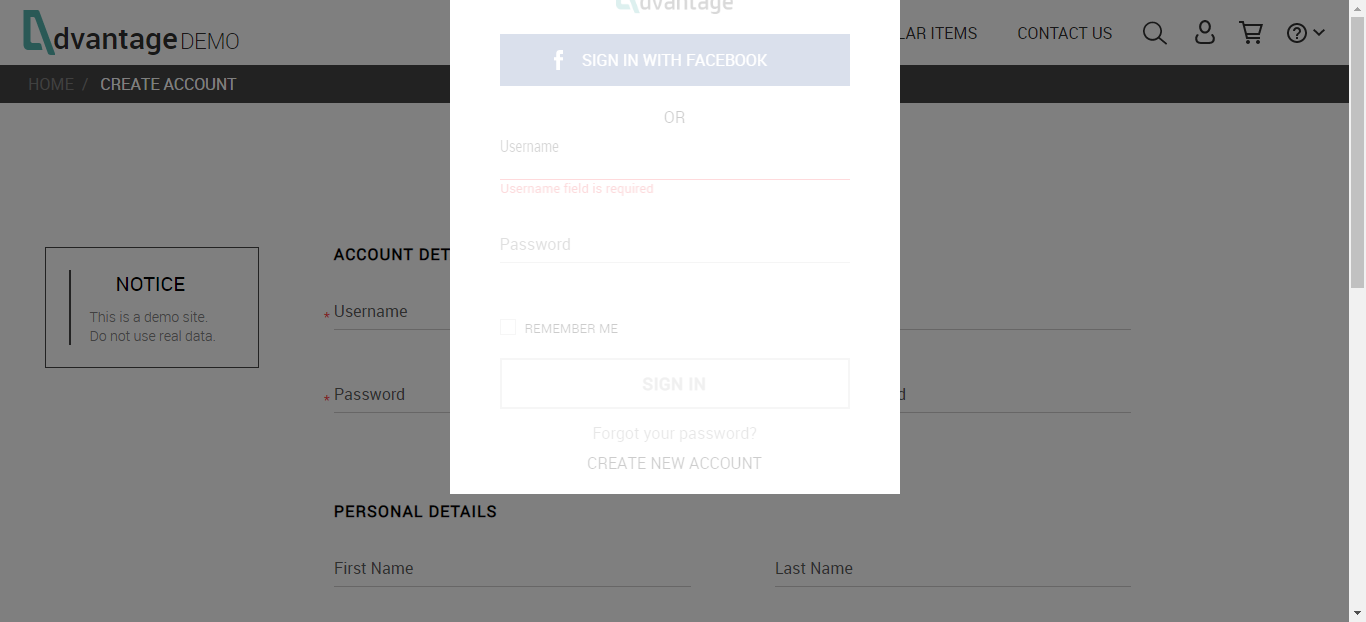 dvantage DEMO
LAR ITEMS
CONTACT US
HOME / CREATE ACCOUNT
dvantage
SIGN IN WITH FACEBOOK
OR
Username
Username field is required
Password
REMEMBER ME
SIGN IN
Forgot your password?
CREATE NEW ACCOUNT
NOTICE
This is a demo site.
Do not use real data.
ACCOUNT DET
* Username
* Password
d
PERSONAL DETAILS
First Name
Last Name